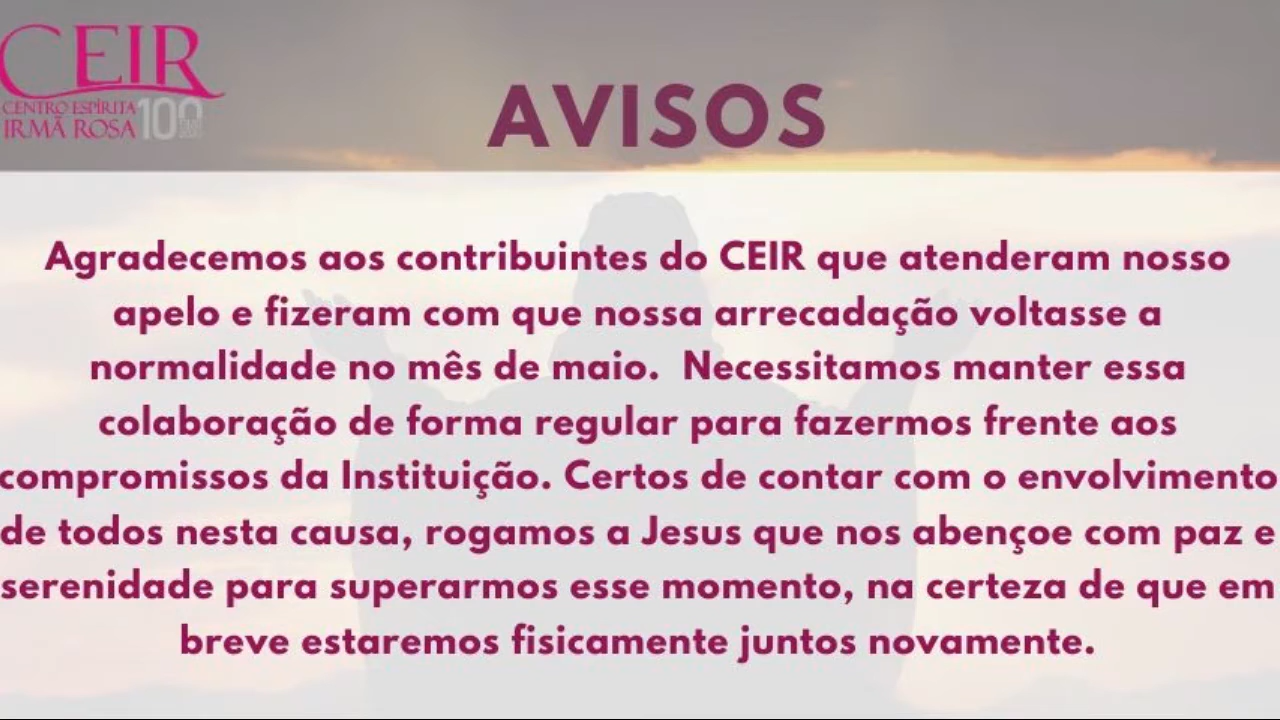 CEIR
CENTRO ESPÍRITA
IRMÃ ROSA 100
AVISOS
Agradecemos aos contribuintes do CEIR que atenderam nosso
apelo e fizeram com que nossa arrecadação voltasse a
normalidade no mês de maio. Necessitamos manter essa
colaboração de forma regular para fazermos frente aos
compromissos da Instituição. Certos de contar com o envolvimento
de todos nesta causa, rogamos a Jesus que nos abençoe com paz e
serenidade para superarmos esse momento, na certeza de que em
breve estaremos fisicamente juntos novamente.